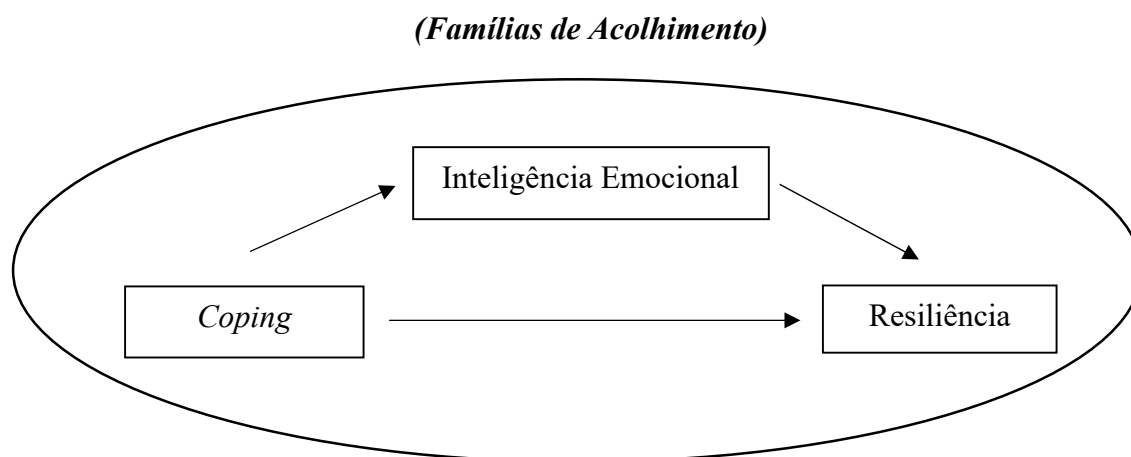 (Famílias de Acolhimento)
Inteligência Emocional
Coping
Resiliência